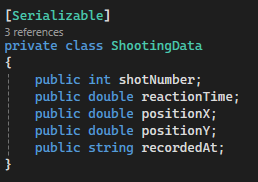 [Serializable]
3 references
private class ShootingData
{
    public int shotNumber;
    public double reactionTime;
    public double positionX;
    public double positionY;
    public string recordedAt;
}